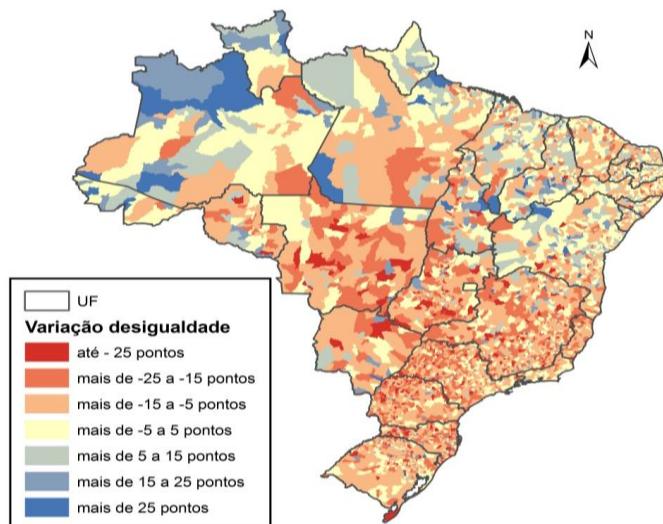 N
UF
Variação desigualdade
até - 25 pontos
mais de -25 a -15 pontos
mais de -15 a -5 pontos
mais de -5 a 5 pontos
mais de 5 a 15 pontos
mais de 15 a 25 pontos
mais de 25 pontos